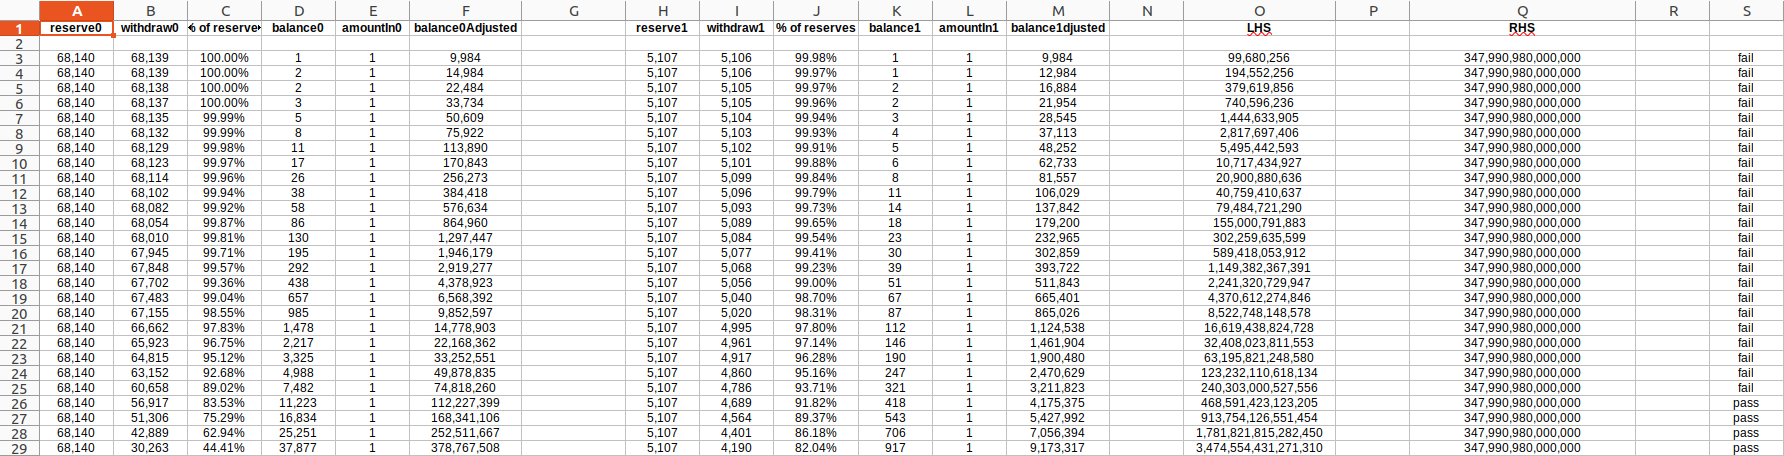 A B C D E F G H I J K L M N O P Q R S
1 reserve0 withdraw0 % of reserve balance0 amountIn0 balance0Adjusted reserve1 withdraw1 % of reserves balance1 amountIn1 balance1djusted LHS RHS
2
3 68,140 68,139 100.00% 1 1 9,984 5,107 5,106 99.98% 1 1 9,984 99,680,256 347,990,980,000,000 fail
4 68,140 68,139 100.00% 2 1 14,984 5,107 5,106 99.97% 1 1 12,984 194,552,256 347,990,980,000,000 fail
5 68,140 68,138 100.00% 2 1 22,484 5,107 5,105 99.97% 2 1 16,884 379,619,856 347,990,980,000,000 fail
6 68,140 68,137 100.00% 3 1 33,734 5,107 5,105 99.96% 2 1 21,954 740,596,236 347,990,980,000,000 fail
7 68,140 68,135 99.99% 5 1 50,609 5,107 5,104 99.94% 3 1 28,545 1,444,633,905 347,990,980,000,000 fail
8 68,140 68,132 99.99% 8 1 75,922 5,107 5,103 99.93% 4 1 37,113 2,817,697,406 347,990,980,000,000 fail
9 68,140 68,129 99.98% 11 1 113,890 5,107 5,102 99.91% 5 1 48,252 5,495,442,593 347,990,980,000,000 fail
10 68,140 68,123 99.97% 17 1 170,843 5,107 5,101 99.88% 6 1 62,733 10,717,434,927 347,990,980,000,000 fail
11 68,140 68,114 99.96% 26 1 256,273 5,107 5,099 99.84% 8 1 81,557 20,900,880,636 347,990,980,000,000 fail
12 68,140 68,102 99.94% 38 1 384,418 5,107 5,096 99.79% 11 1 106,029 40,759,410,637 347,990,980,000,000 fail
13 68,140 68,082 99.92% 58 1 576,634 5,107 5,093 99.73% 14 1 137,842 79,484,721,290 347,990,980,000,000 fail
14 68,140 68,054 99.87% 86 1 864,960 5,107 5,089 99.65% 18 1 179,200 155,000,791,883 347,990,980,000,000 fail
15 68,140 68,010 99.81% 130 1 1,297,447 5,107 5,084 99.54% 23 1 232,965 302,259,635,599 347,990,980,000,000 fail
16 68,140 67,945 99.71% 195 1 1,946,179 5,107 5,077 99.41% 30 1 302,859 589,418,053,912 347,990,980,000,000 fail
17 68,140 67,848 99.57% 292 1 2,919,277 5,107 5,068 99.23% 39 1 393,722 1,149,382,367,391 347,990,980,000,000 fail
18 68,140 67,702 99.36% 438 1 4,378,923 5,107 5,056 99.00% 51 1 511,843 2,241,320,729,947 347,990,980,000,000 fail
19 68,140 67,483 99.04% 657 1 6,568,392 5,107 5,040 98.70% 67 1 665,401 4,370,612,274,846 347,990,980,000,000 fail
20 68,140 67,155 98.55% 985 1 9,852,597 5,107 5,020 98.31% 87 1 865,026 8,522,748,148,578 347,990,980,000,000 fail
21 68,140 66,662 97.83% 1,478 1 14,778,903 5,107 4,995 97.80% 112 1 1,124,538 16,619,438,824,728 347,990,980,000,000 fail
22 68,140 65,923 96.75% 2,217 1 22,168,362 5,107 4,961 97.14% 146 1 1,461,904 32,408,023,811,553 347,990,980,000,000 fail
23 68,140 64,815 95.12% 3,325 1 33,252,551 5,107 4,917 96.28% 190 1 1,900,480 63,195,821,248,580 347,990,980,000,000 fail
24 68,140 63,152 92.68% 4,988 1 49,878,835 5,107 4,860 95.16% 247 1 2,470,629 123,232,110,618,134 347,990,980,000,000 fail
25 68,140 60,658 89.02% 7,482 1 74,818,260 5,107 4,786 93.71% 321 1 3,211,823 240,303,000,527,556 347,990,980,000,000 fail
26 68,140 56,917 83.53% 11,223 1 112,227,399 5,107 4,689 91.82% 418 1 4,175,375 468,591,423,123,205 347,990,980,000,000 pass
27 68,140 51,306 75.29% 16,834 1 168,341,106 5,107 4,564 89.37% 543 1 5,427,992 913,754,126,551,454 347,990,980,000,000 pass
28 68,140 42,889 62.94% 25,251 1 252,511,667 5,107 4,401 86.18% 706 1 7,056,394 1,781,821,815,282,450 347,990,980,000,000 pass
29 68,140 30,263 44.41% 37,877 1 378,767,508 5,107 4,190 82.04% 917 1 9,173,317 3,474,554,431,271,310 347,990,980,000,000 pass